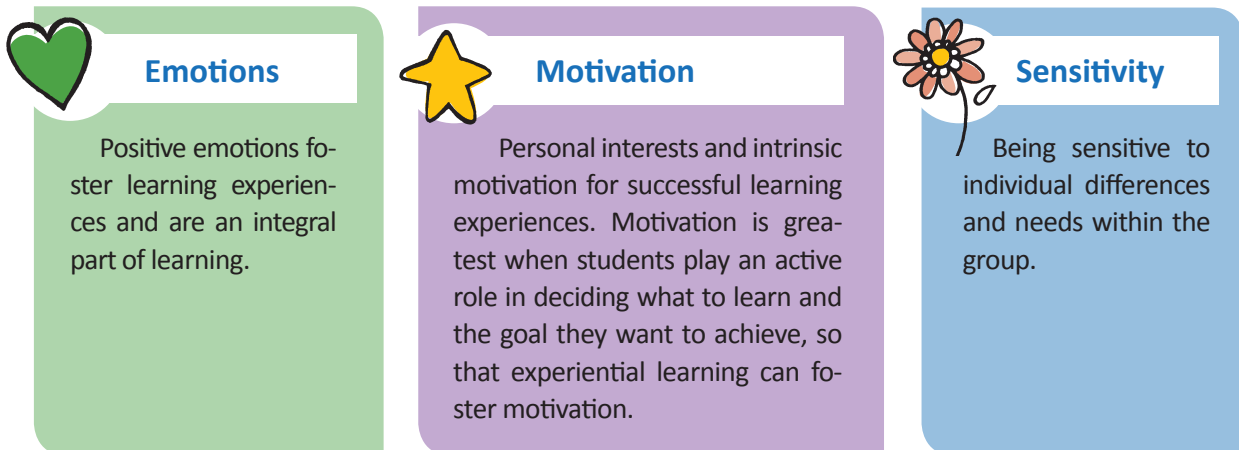 Emotions
Positive emotions fo-
ster learning experien-
ces and are an integral
part of learning.
Motivation
Personal interests and intrinsic
motivation for successful learning
experiences. Motivation is grea-
test when students play an active
role in deciding what to learn and
the goal they want to achieve, so
that experiential learning can fo-
ster motivation.
Sensitivity
Being sensitive to
individual differences
and needs within the
group.